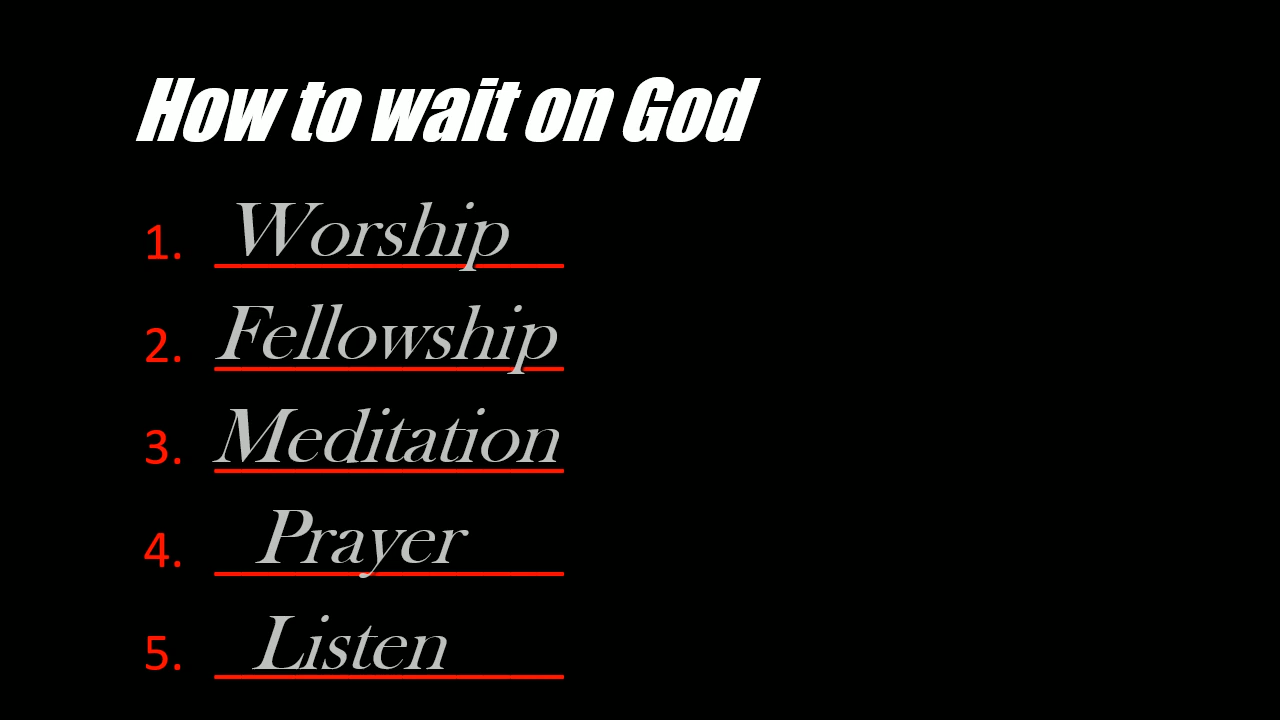 How to wait on God
1. Worship
2. Fellowship
3. Meditation
4. Prayer
5. Listen